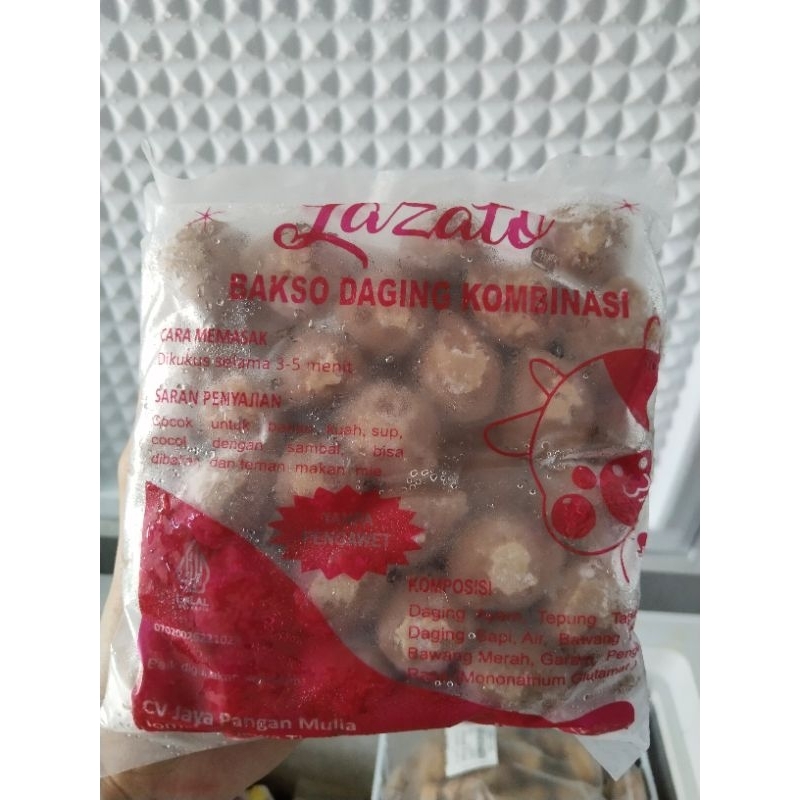 Lazato
BAKSO DAGING KOMBINASI
CARA MEMASAK
Dikukus selama 3-5 menit
SARAN PENYAJIAN
Cocok untuk kuah, sup,
cocol dengan sambal, bisa
dibakar dan teman makan mie
TANPA
PENGAWET
HALAL
KOMPOSISI
Daging Ayam, Tepung
Daging Sapi, Air, Bawang
Bawang Merah, Garam,
Mononatrium Glutamat
CV Jaya Pangan Mulia